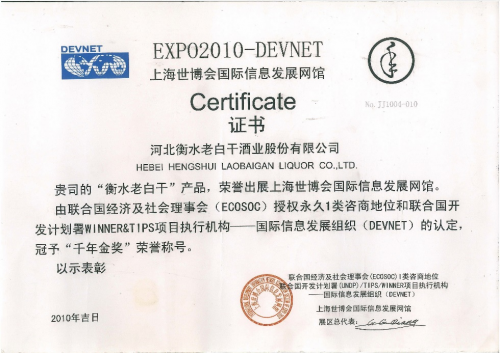 DEVNET
EXPO2010-DEVNET
上海世博会国际信息发展网馆
Certificate
证书
No.JJ1004-010
河北衡水老白干酒业股份有限公司
HEBEI HENGSHUI LAOBAIGAN LIQUOR CO.,LTD.
贵司的“衡水老白干”产品，荣誉出展上海世博会国际信息发展网馆。
由联合国经济及社会理事会（ECOSOC）授权永久1类咨商地位和联合国开
发计划署WINNER&TIPS项目执行机构——国际信息发展组织（DEVNET）的认定，
冠予“千年金奖”荣誉称号。
以示表彰
联合国经济及社会理事会(ECOSOC)1类咨商地位
联合国开发计划署(UNDP)/TIPS/WINNER项目执行机构
——国际信息发展组织（DEVNET）
上海世博会国际信息发展网馆
展区总代表：
2010年吉日